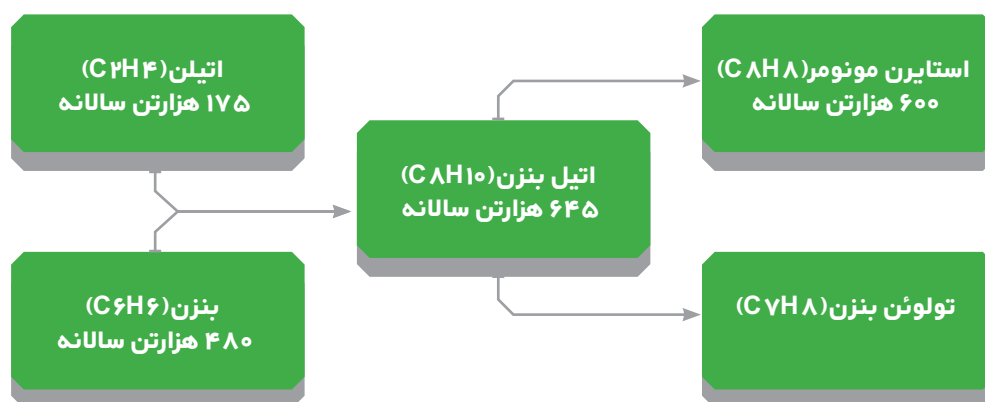 اتیلن(C۲H۴)
۱۷۵ هزارتن سالانه
بنزن(C۶H۶)
۴۸۰ هزارتن سالانه
اتیل بنزن(C۸H۱۰)
۶۴۵ هزارتن سالانه
استایرن مونومر(C۸H۸)
۶۰۰ هزارتن سالانه
تولوئن بنزن(C۷H۸)